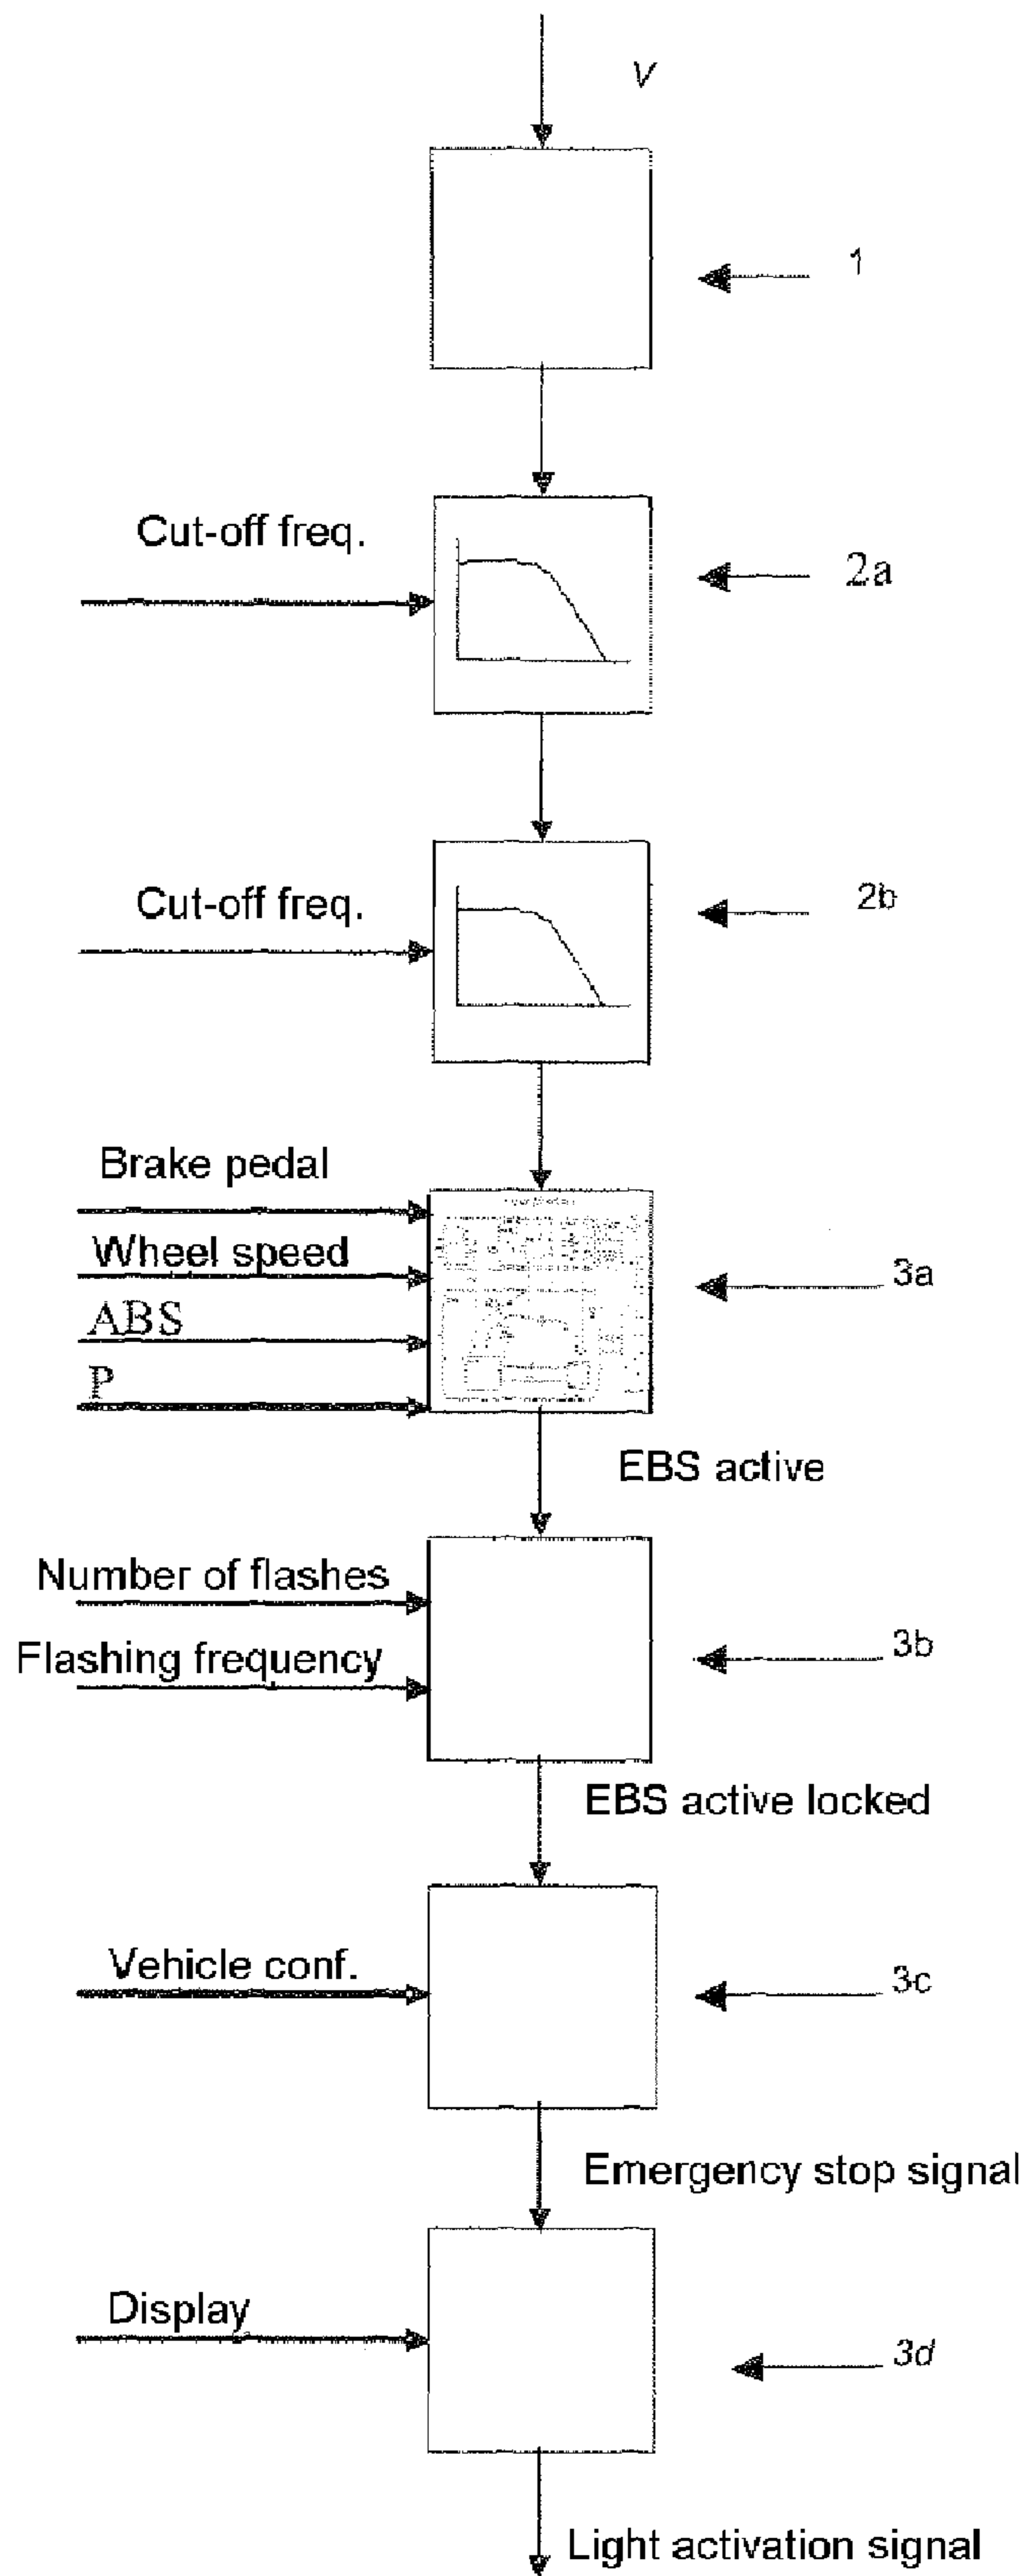 V
1
Cut-off freq.
2a
Cut-off freq.
2b
Brake pedal
Wheel speed
3a
ABS
P
EBS active
Number of flashes
3b
Flashing frequency
EBS active locked
Vehicle conf.
3c
Emergency stop signal
Display
3d
Light activation signal